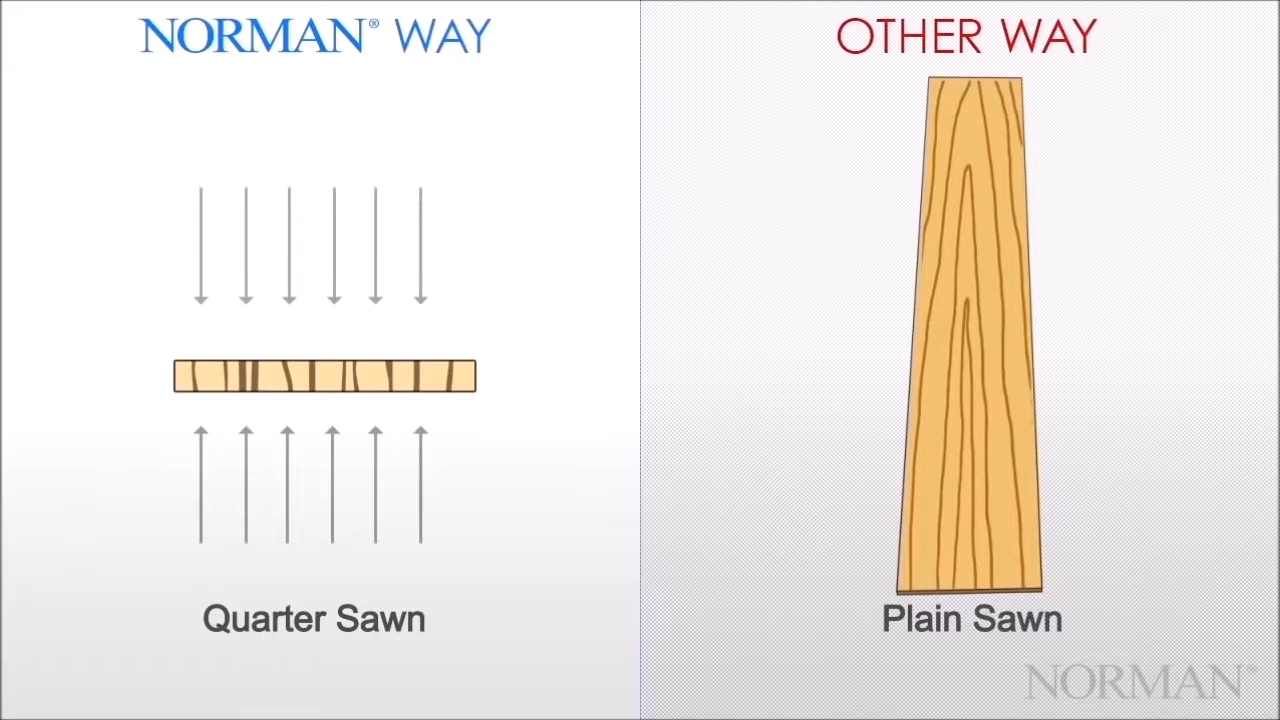 NORMAN® WAY
OTHER WAY
Quarter Sawn
Plain Sawn
NORMAN®